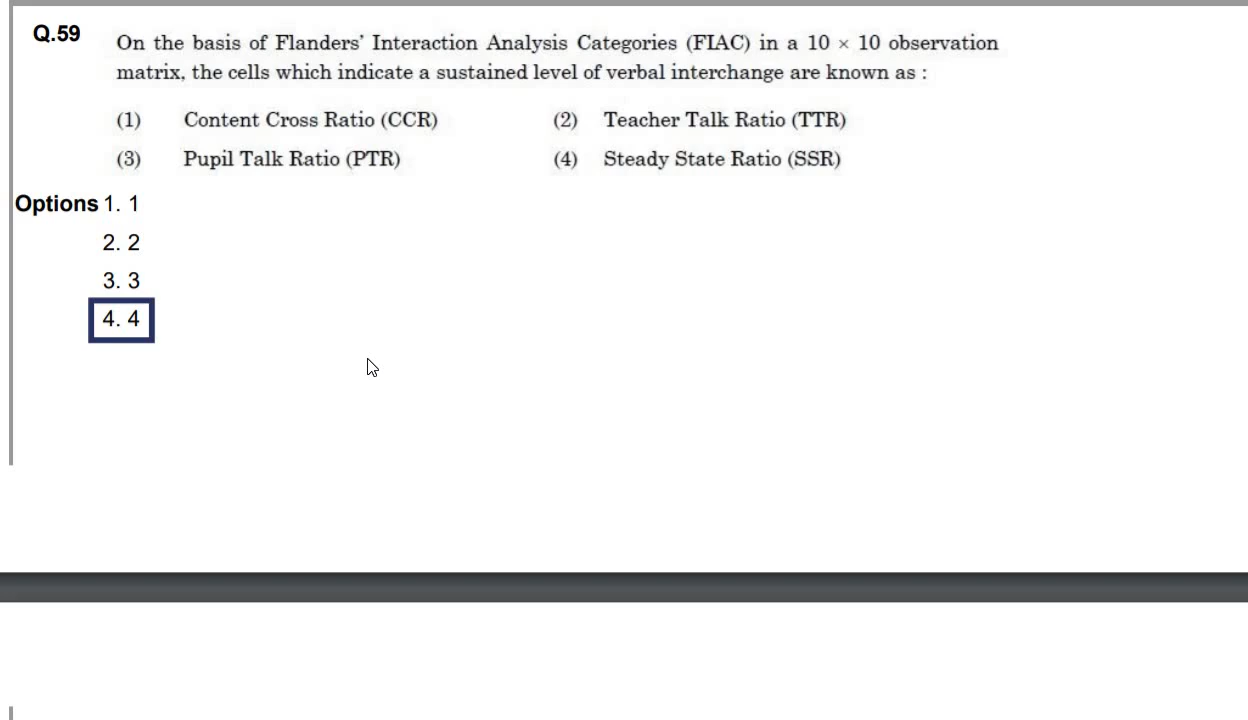 Q.59
On the basis of Flanders' Interaction Analysis Categories (FIAC) in a 10 × 10 observation
matrix, the cells which indicate a sustained level of verbal interchange are known as :
(1) Content Cross Ratio (CCR) (2) Teacher Talk Ratio (TTR)
(3) Pupil Talk Ratio (PTR) (4) Steady State Ratio (SSR)
Options 1. 1
2. 2
3. 3
4. 4